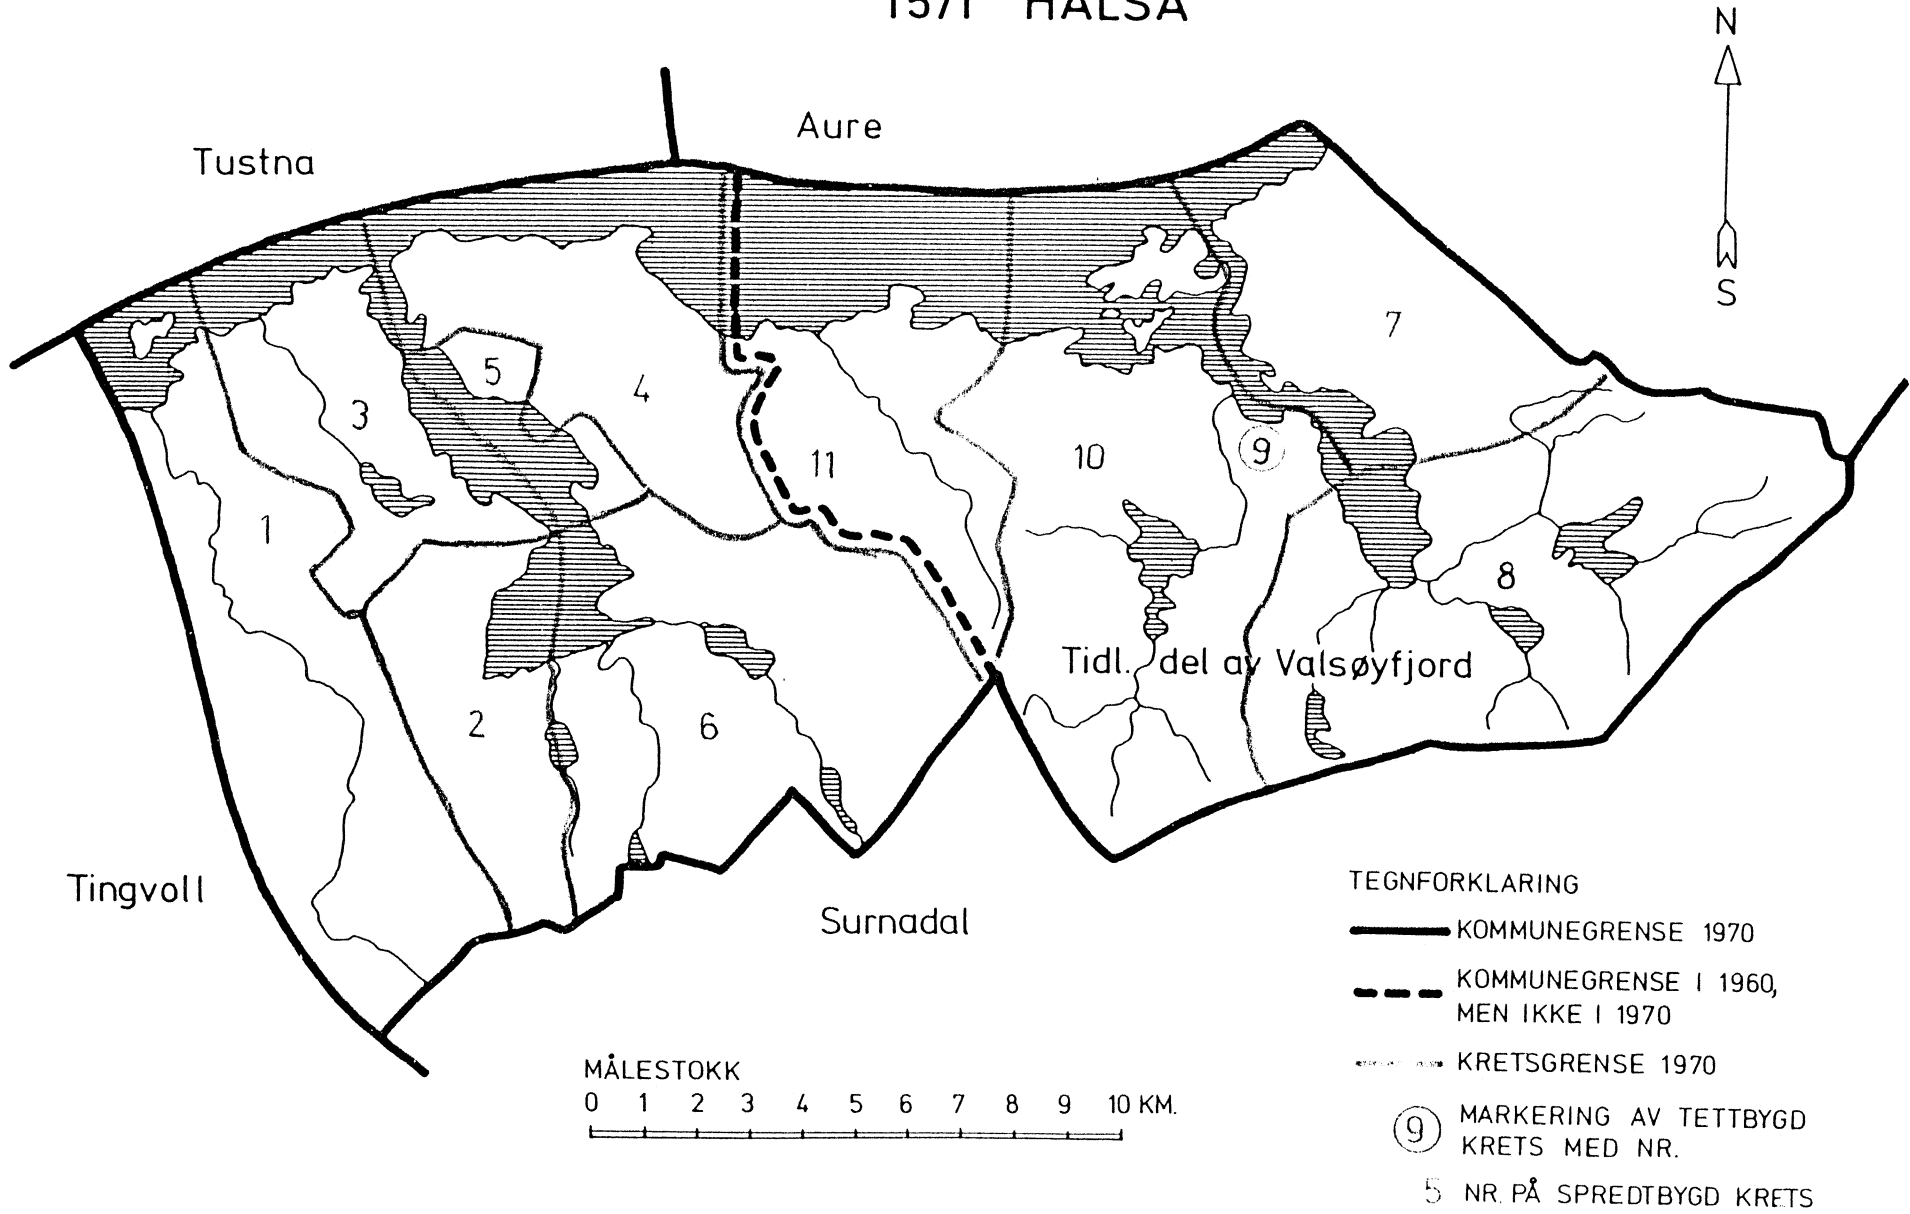 1571 HALSA
N
S
Tustna
Aure
7
5
4
3
11
10
9
1
8
Tidl. del av Valsøyfjord
2
6
Tingvoll
Surnadal
TEGNFORKLARING
KOMMUNEGRENSE 1970
KOMMUNEGRENSE I 1960,
MEN IKKE I 1970
KRETSGRENSE 1970
9 MARKERING AV TETTBYGD
KRETS MED NR.
5 NR. PÅ SPREDTBYGD KRETS
MÅLESTOKK
0 1 2 3 4 5 6 7 8 9 10 KM.